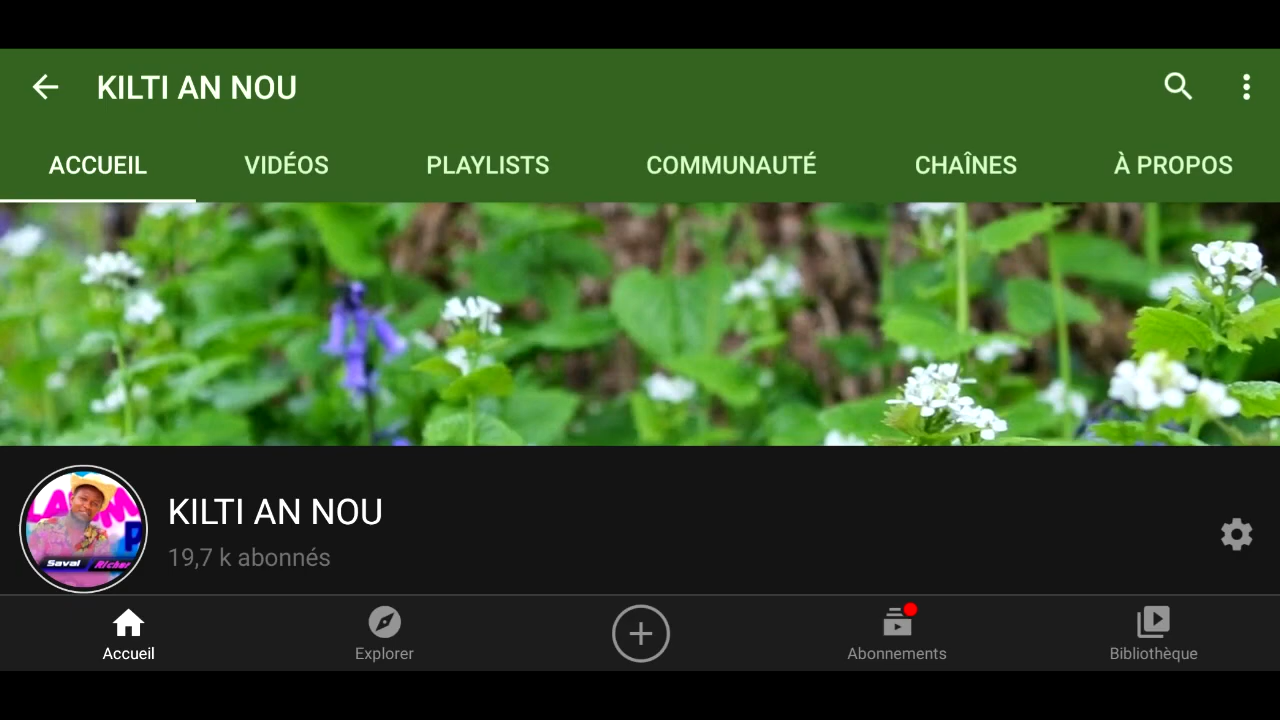 KILTI AN NOU
ACCUEIL VIDÉOS PLAYLISTS COMMUNAUTÉ CHAÎNES À PROPOS
KILTI AN NOU
19,7 k abonnés
Saval
Accueil Explorer Abonnements Bibliothèque